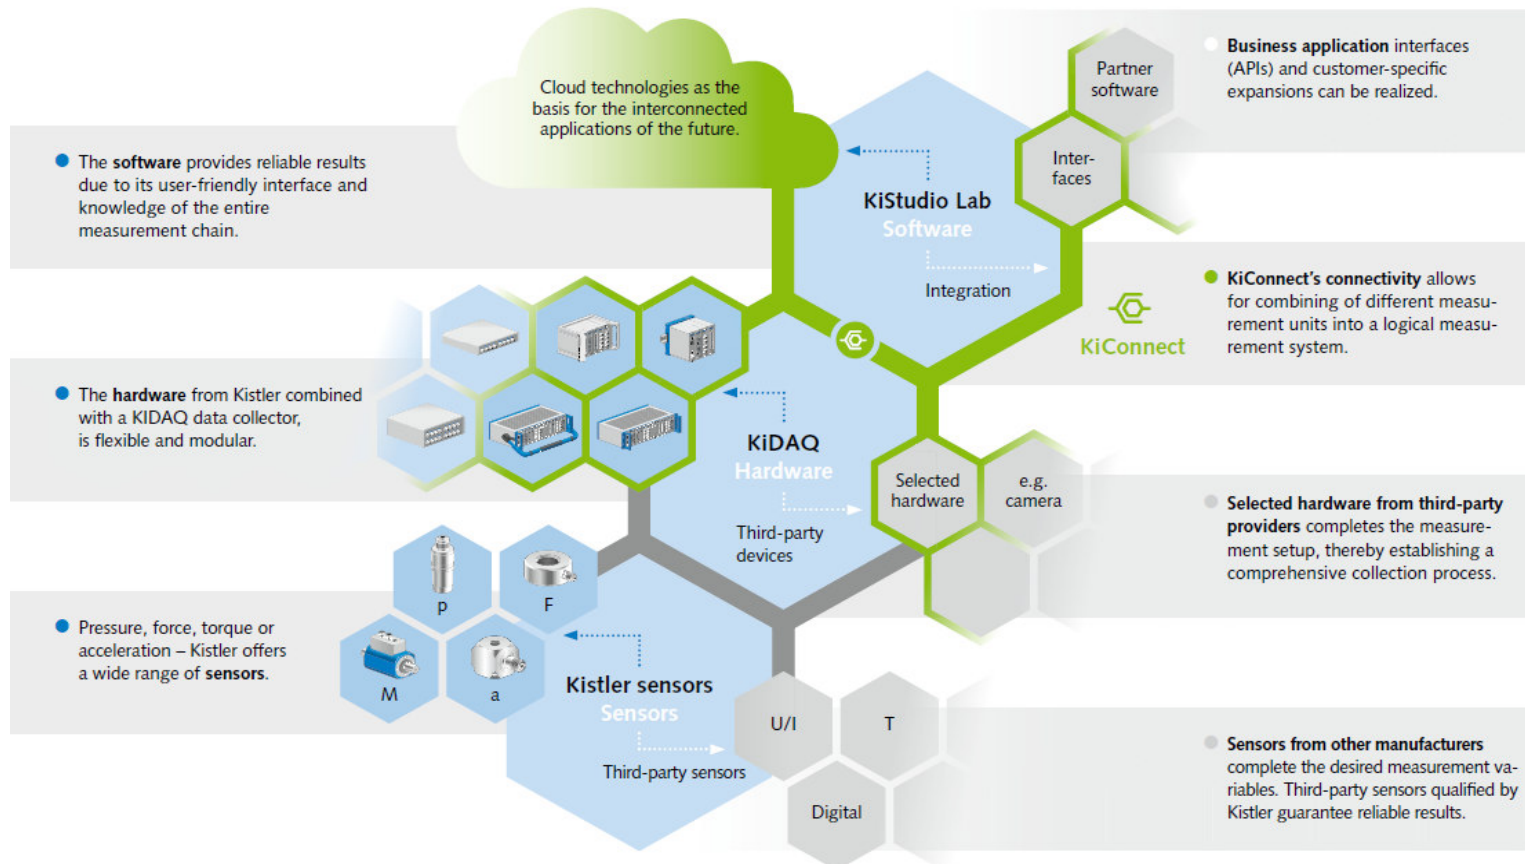 Cloud technologies as the
basis for the interconnected
applications of the future.
Partner
software
Inter-
faces
Business application interfaces
(APIs) and customer-specific
expansions can be realized.
The software provides reliable results
due to its user-friendly interface and
knowledge of the entire
measurement chain.
KiStudio Lab
Software
Integration
KiConnect
KiConnect's connectivity allows
for combining of different measu-
rement units into a logical measu-
rement system.
The hardware from Kistler combined
with a KIDAQ data collector,
is flexible and modular.
KiDAQ
Hardware
Third-party
devices
Selected
hardware
e.g.
camera
Selected hardware from third-party
providers completes the measure-
ment setup, thereby establishing a
comprehensive collection process.
p
F
M
a
Pressure, force, torque or
acceleration – Kistler offers
a wide range of sensors.
Kistler sensors
Sensors
Third-party sensors
U/I
T
Digital
Sensors from other manufacturers
complete the desired measurement va-
riables. Third-party sensors qualified by
Kistler guarantee reliable results.